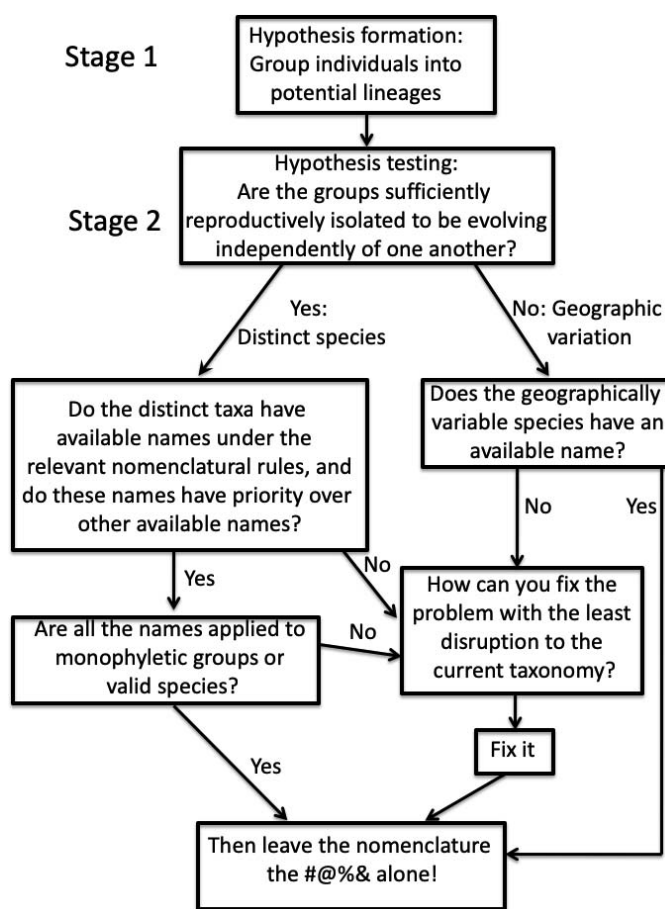 Stage 1
Hypothesis formation:
Group individuals into
potential lineages
Stage 2
Hypothesis testing:
Are the groups sufficiently
reproductively isolated to be evolving
independently of one another?
Yes:
Distinct species
No: Geographic
variation
Do the distinct taxa have
available names under the
relevant nomenclatural rules, and
do these names have priority over
other available names?
Does the geographically
variable species have an
available name?
No
Yes
No
Yes
How can you fix the
problem with the least
disruption to the
current taxonomy?
Are all the names applied to
monophyletic groups or
valid species?
No
Fix it
Yes
Then leave the nomenclature
the #@%& alone!